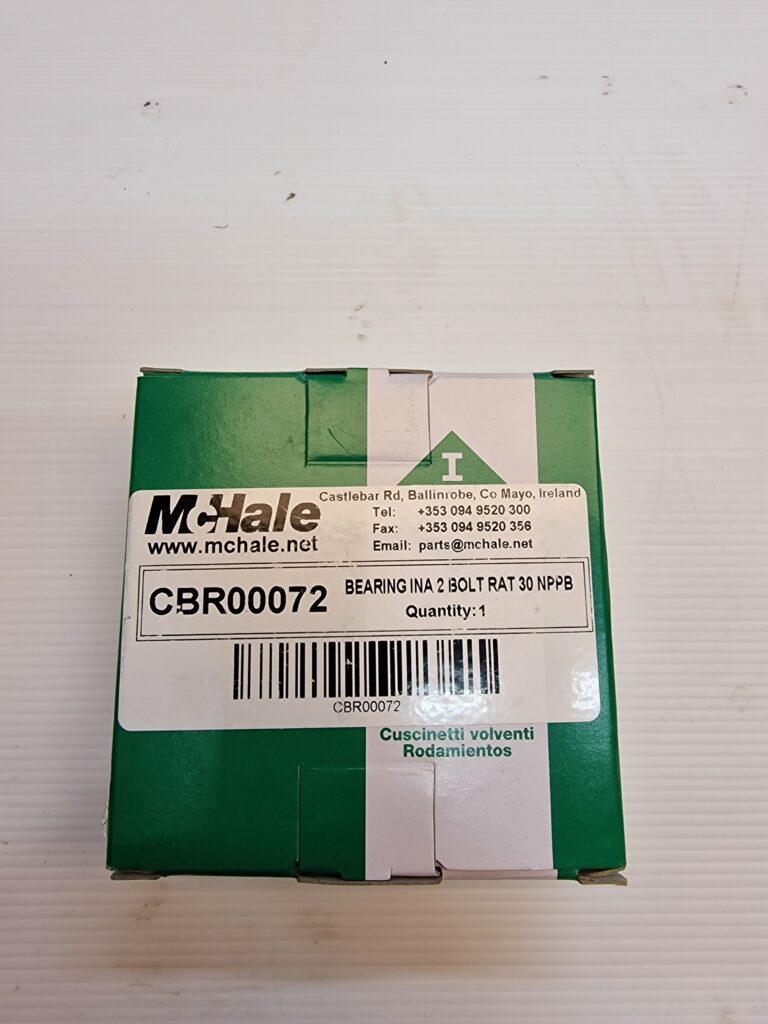 I
McHale
Castlebar Rd, Ballinrobe, Co Mayo, Ireland
Tel: +353 094 9520 300
Fax: +353 094 9520 356
www.mchale.net
Email: parts@mchale.net
CBR00072
BEARING INA 2 BOLT RAT 30 NPPB
Quantity:1
CBR00072
Cuscinetti volventi
Rodamientos